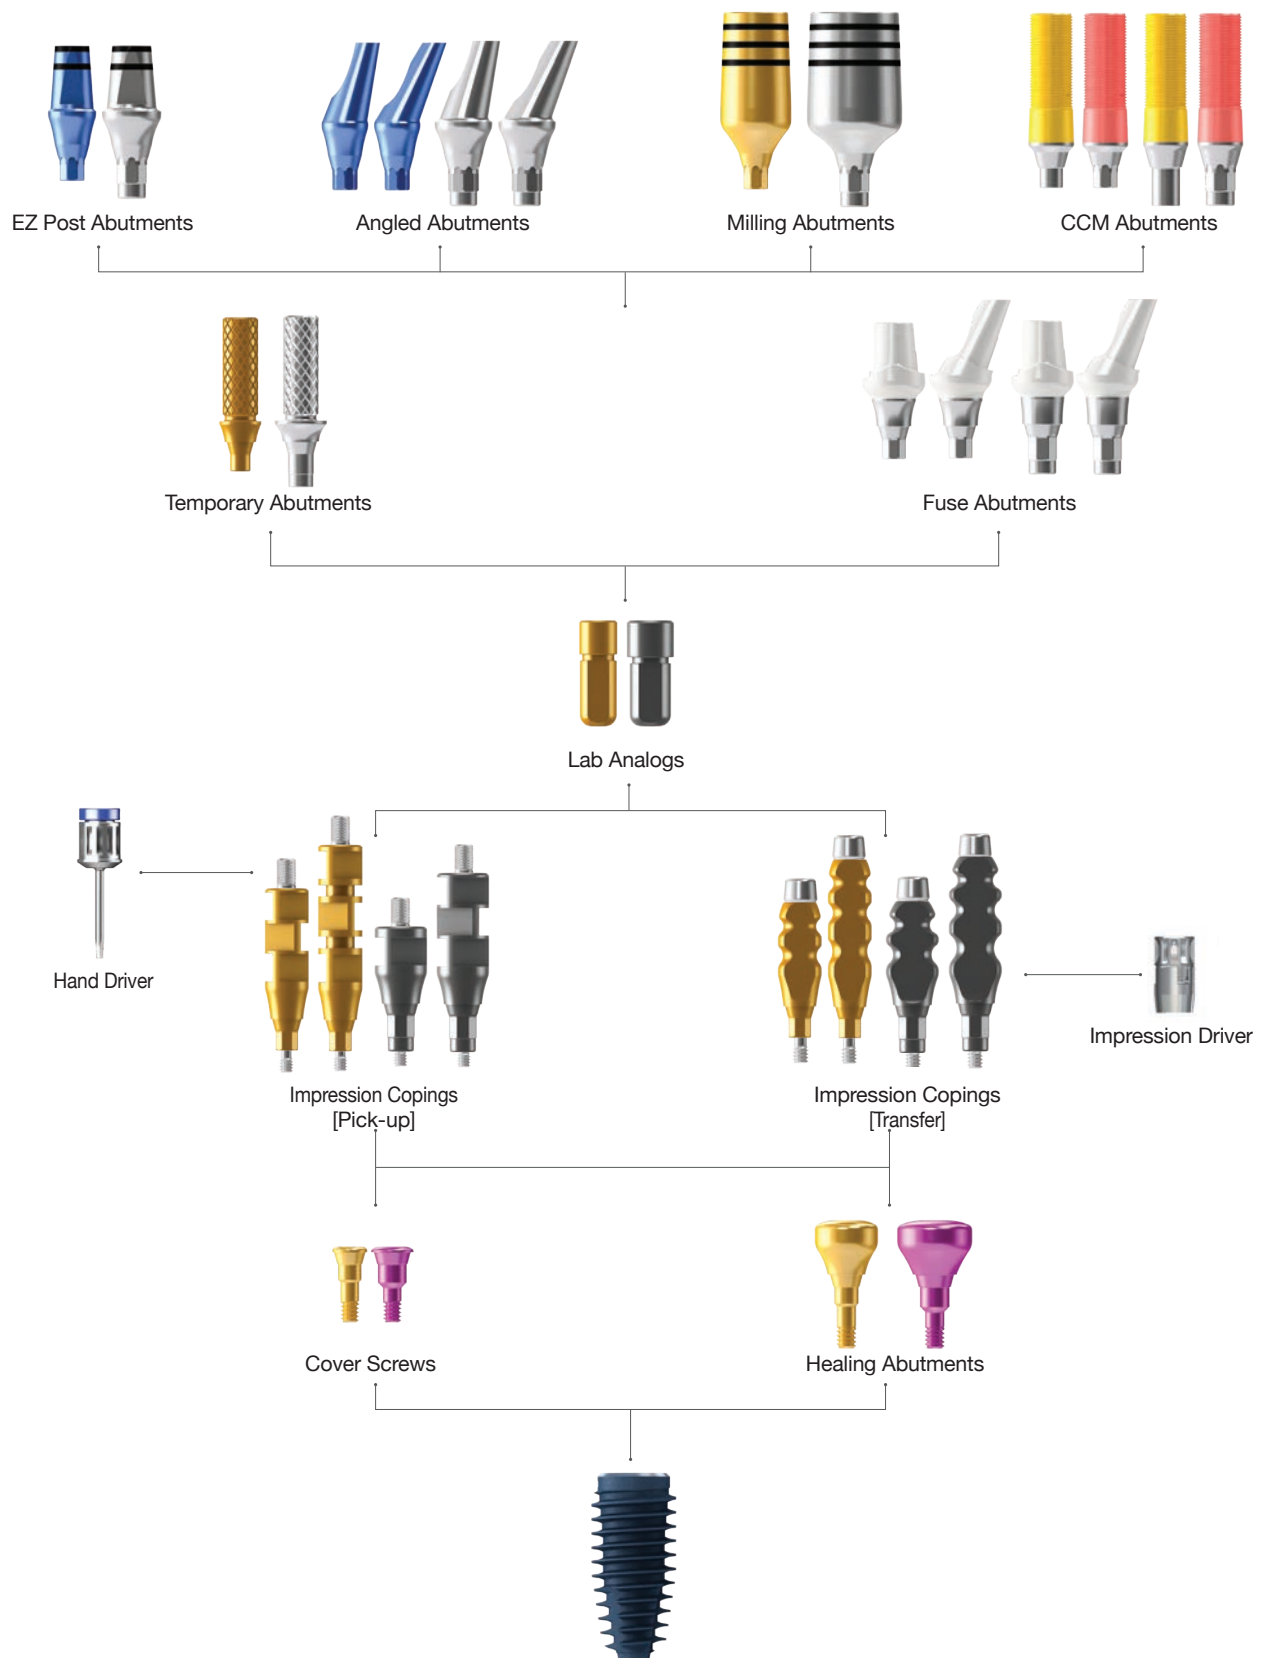 EZ Post Abutments
Angled Abutments
Milling Abutments
CCM Abutments
Temporary Abutments
Fuse Abutments
Lab Analogs
Hand Driver
Impression Driver
Impression Copings
[Pick-up]
Impression Copings
[Transfer]
Cover Screws
Healing Abutments